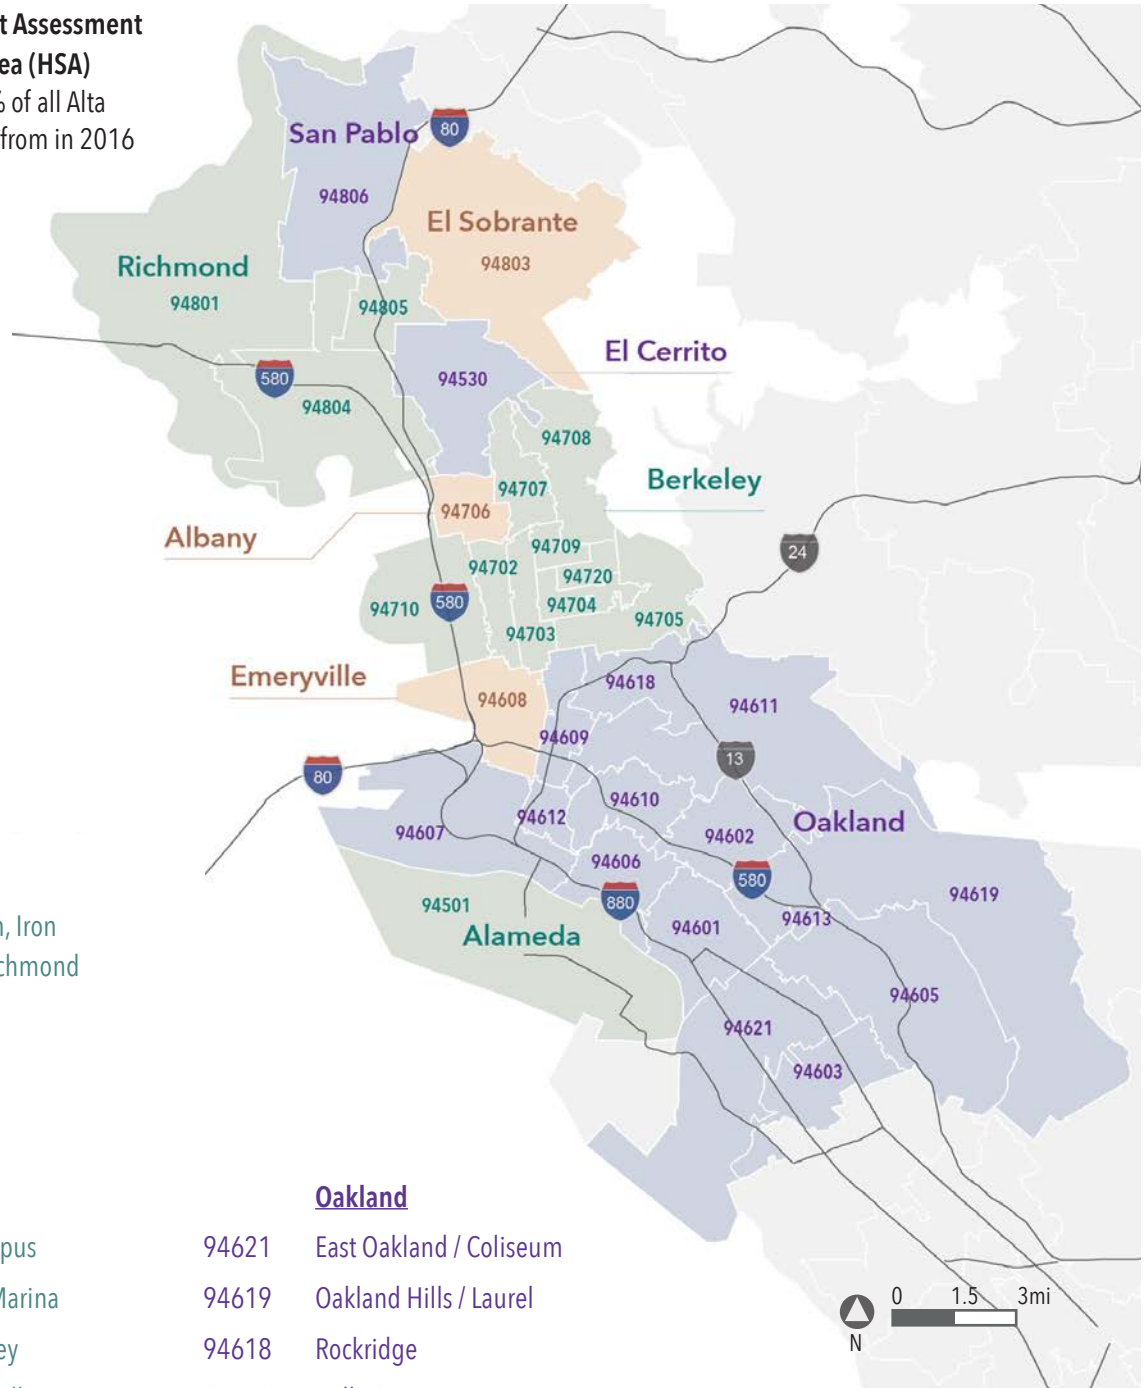 t Assessment
ea (HSA)
% of all Alta
from in 2016
80
San Pablo
94806
El Sobrante
94803
Richmond
94801
94805
El Cerrito
580
94530
94804
94708
Berkeley
94707
94706
Albany
94709
24
94702
94720
580
94704
94710
94705
94703
Emeryville
94618
94608
94611
94609
13
80
94610
94612
Oakland
94607
94602
94606
580
94619
880
94501
94613
94601
Alameda
n, Iron
chmond
94605
94621
94603
Oakland
pus
94621 East Oakland / Coliseum
Marina
94619 Oakland Hills / Laurel
0 1.5 3mi
N
ey
94618 Rockridge